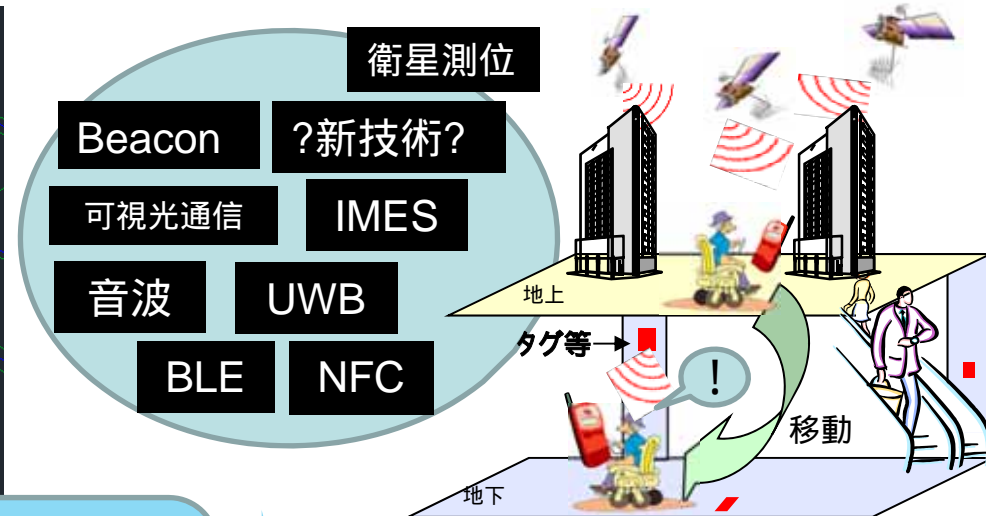 衛星測位
Beacon
?新技術?
可視光通信
IMES
音波
UWB
BLE
NFC
地上
タグ等→
!
移動
地下